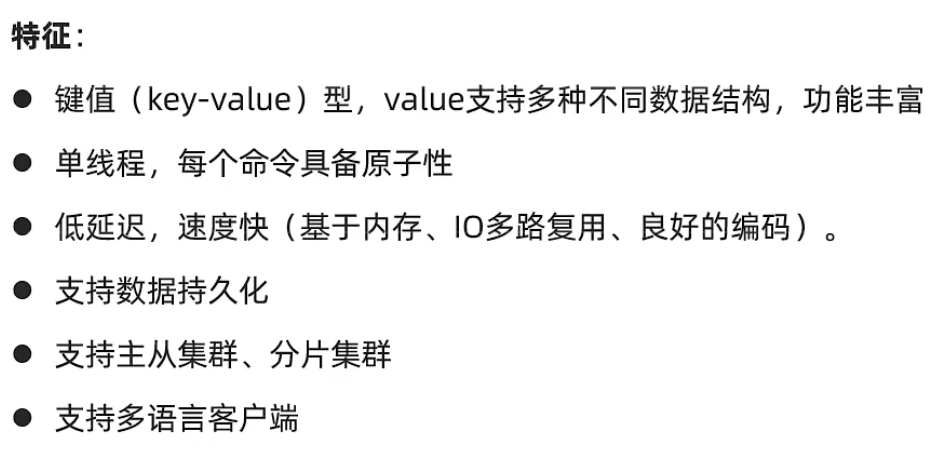 特征：
● 键值（key-value）型，value支持多种不同数据结构，功能丰富
● 单线程，每个命令具备原子性
● 低延迟，速度快（基于内存、IO多路复用、良好的编码）。
● 支持数据持久化
● 支持主从集群、分片集群
● 支持多语言客户端